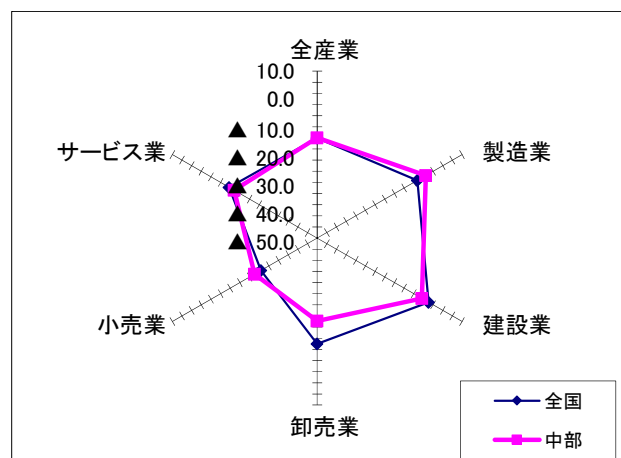 全産業
10.0
0.0
▲ 10.0
▲ 20.0
▲ 30.0
▲ 40.0
▲ 50.0
サービス業
製造業
小売業
建設業
卸売業
全国
中部